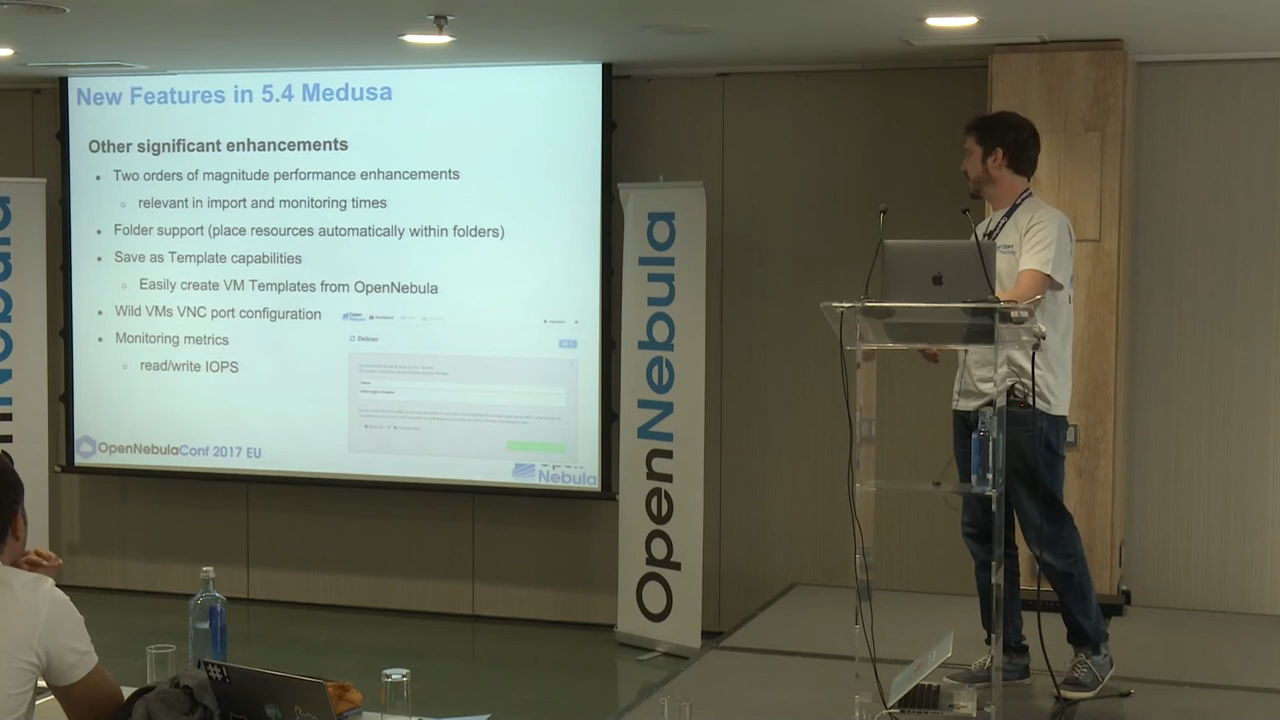 New Features in 5.4 Medusa
Other significant enhancements
Two orders of magnitude performance enhancements
relevant in import and monitoring times
Folder support (place resources automatically within folders)
Save as Template capabilities
Easily create VM Templates from OpenNebula
Wild VMs VNC port configuration
Monitoring metrics
read/write IOPS
Debian
OpenNebulaConf 2017 EU
Open
Nebula
OpenNebula